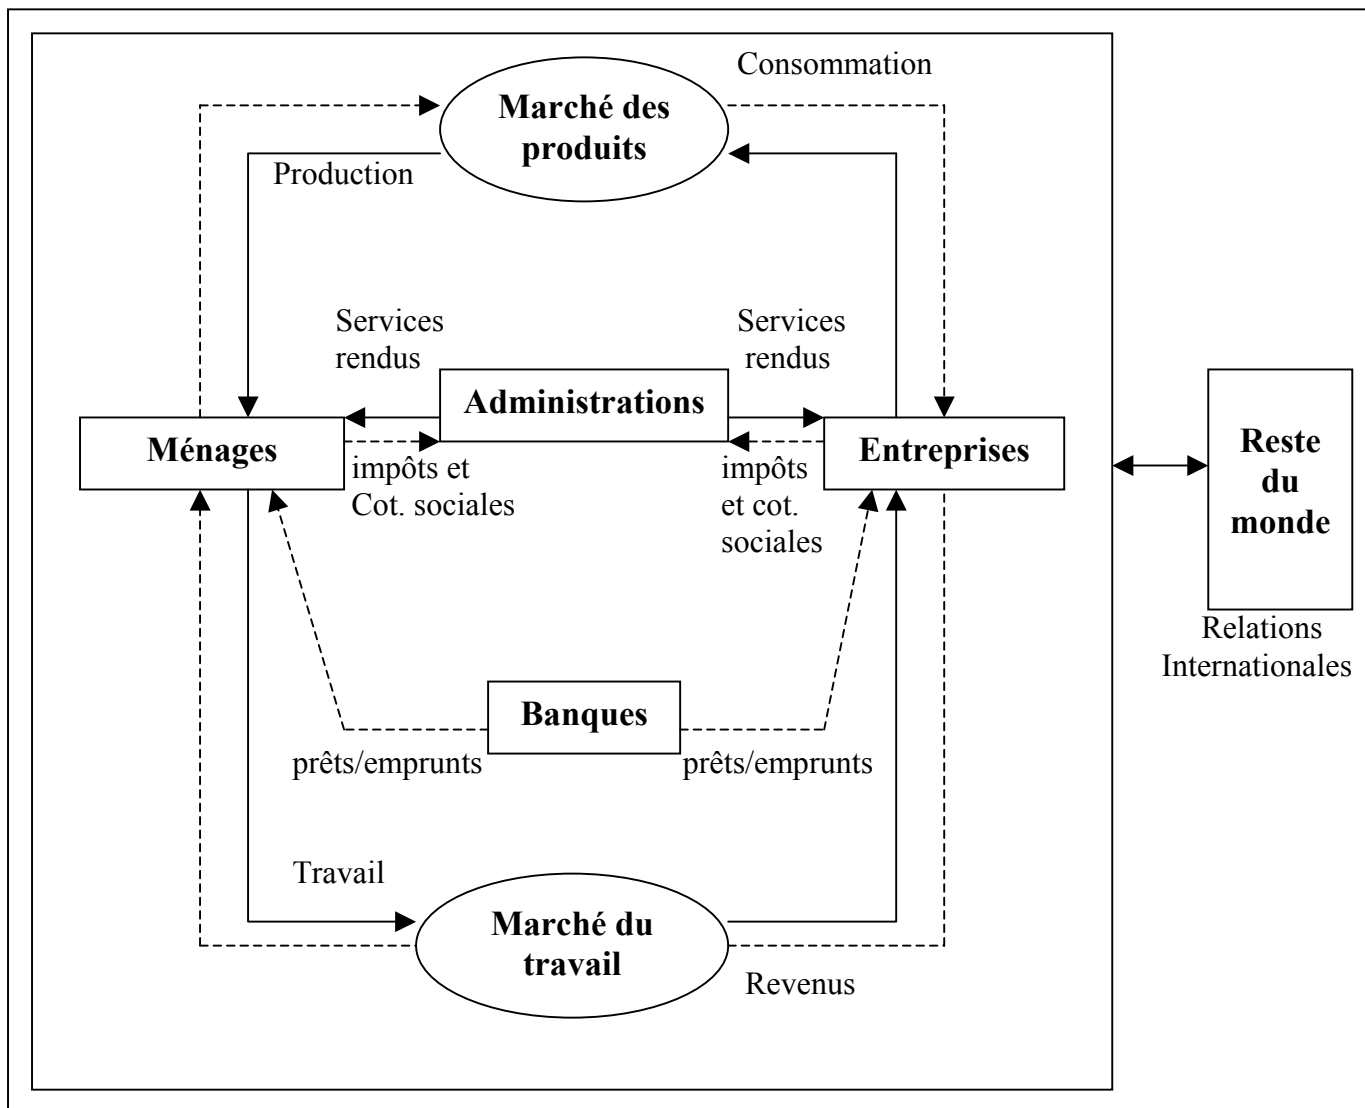 Consommation
Marché des
produits
Production
Services
rendus
Services
rendus
Administrations
Ménages
Entreprises
impôts et
Cot. sociales
impôts
et cot.
sociales
Reste
du
monde
Relations
Internationales
Banques
prêts/emprunts
prêts/emprunts
Travail
Marché du
travail
Revenus